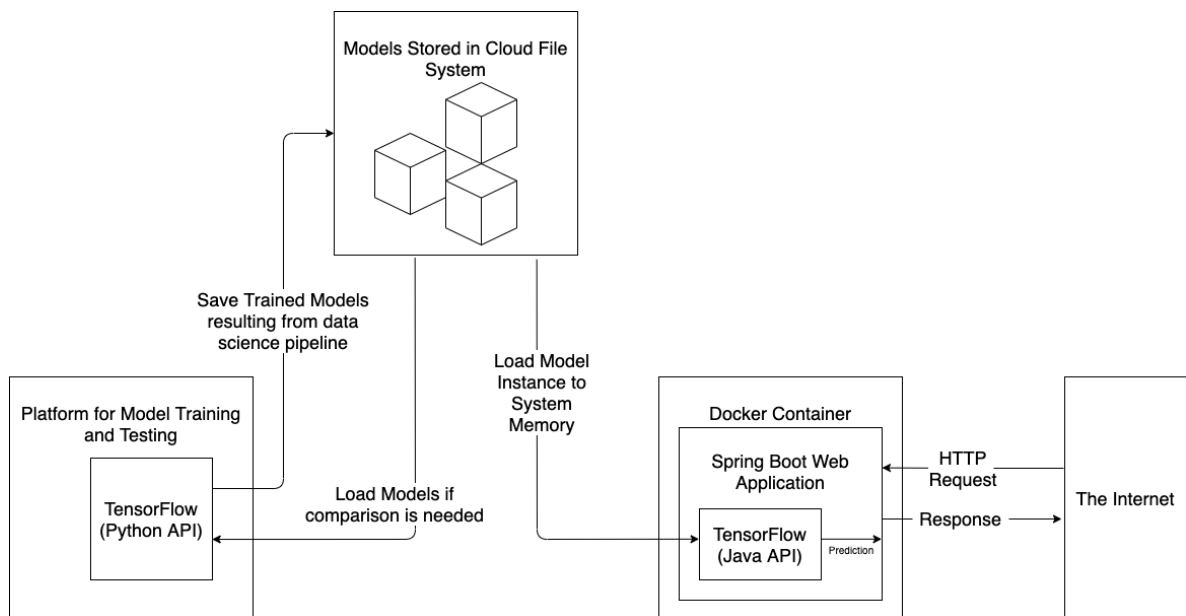 Models Stored in Cloud File
System
Save Trained Models
resulting from data
science pipeline
Load Model
Instance to
System
Memory
Platform for Model Training
and Testing
TensorFlow
(Python API)
Load Models if
comparison is needed
Docker Container
Spring Boot Web
Application
TensorFlow
(Java API)
Prediction
HTTP
Request
Response
The Internet